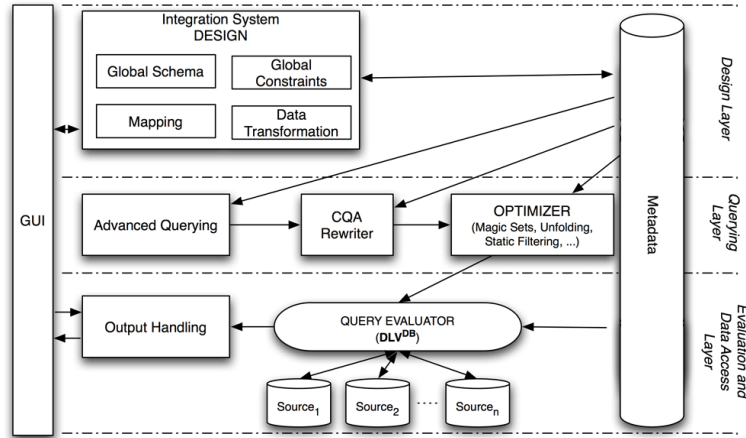 Integration System
DESIGN
Global Schema
Global
Constraints
Mapping
Data
Transformation
Design Layer
GUI
Advanced Querying
CQA
Rewriter
OPTIMIZER
(Magic Sets, Unfolding,
Static Filtering, ...)
Metadata
Querying
Layer
Output Handling
QUERY EVALUATOR
(DLVDB)
Evaluation and
Data Access
Layer
Source1
Source2
.....
Sourcen